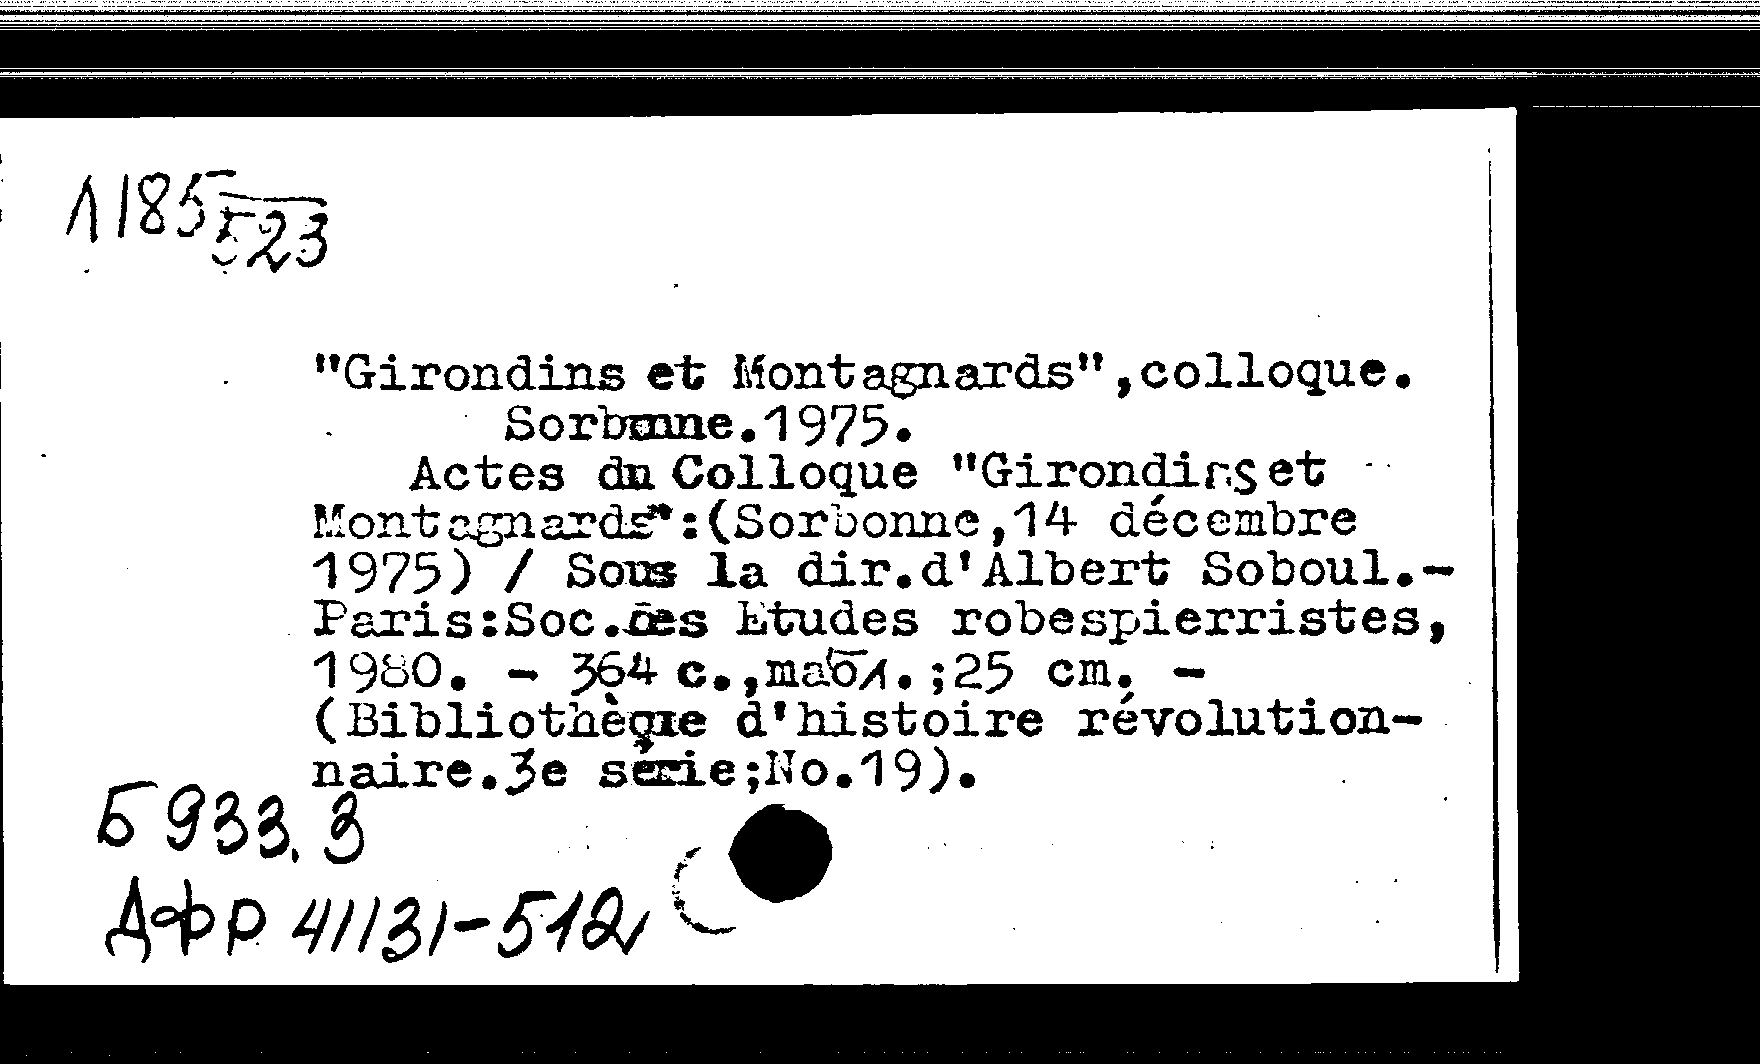 1185
523
"Girondins et Montagnards",colloque.
Sorbonne.1975.
Actes du Colloque "Girondins et
Montagnards":(Sorbonne,14 décembre
1975) / Sous la dir.d'Albert Soboul.-
Paris:Soc.des Etudes robespierristes,
1980. - 364 c.,табл.;25 cm. -
(Bibliothèque d'histoire révolution-
naire.3e série;No.19).
Б 933.3
ДФР 41131-512